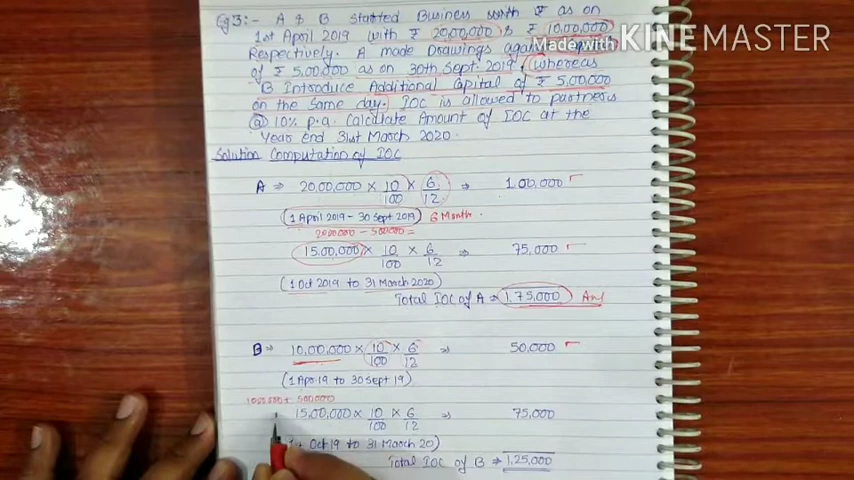 Eg 3:- A & B Started Business with ₹ as on
1st April 2019 (with ₹ 20,00,000) & ₹ 10,00,000)
Respectively. A made Drawings
of ₹ 5,00,000 as on 30th Sept. 2019, (whereas
B Introduce Additional Capital of ₹ 5,00,000
on the same day.) IOC is allowed to partners
@ 10% p.a. Calculate Amount of IOC at the
Year end 31st March 2020.
Made with KINEMASTER
Solution Computation of IOC
A ⇒ 20,00,000 × 10/100 × 6/12 ⇒ 1,00,000
(1 April 2019 - 30 Sept 2019) 6 Month.
2000000 - 500000 =
15,00,000 × 10/100 × 6/12 ⇒ 75,000
(1 Oct 2019 to 31 March 2020)
Total IOC of A = 1,75,000 Ans
B ⇒ 10,00,000 × 10/100 × 6/12 ⇒ 50,000
(1 Apr 19 to 30 Sept 19)
1000000 + 500000
15,00,000 × 10/100 × 6/12 ⇒ 75,000
Oct 19 to 31 March 20)
Total IOC of B ⇒ 1,25,000